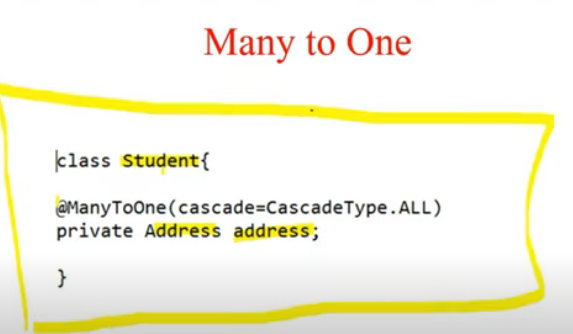 Many to One
class Student{
@ManyToOne(cascade=CascadeType.ALL)
private Address address;
}